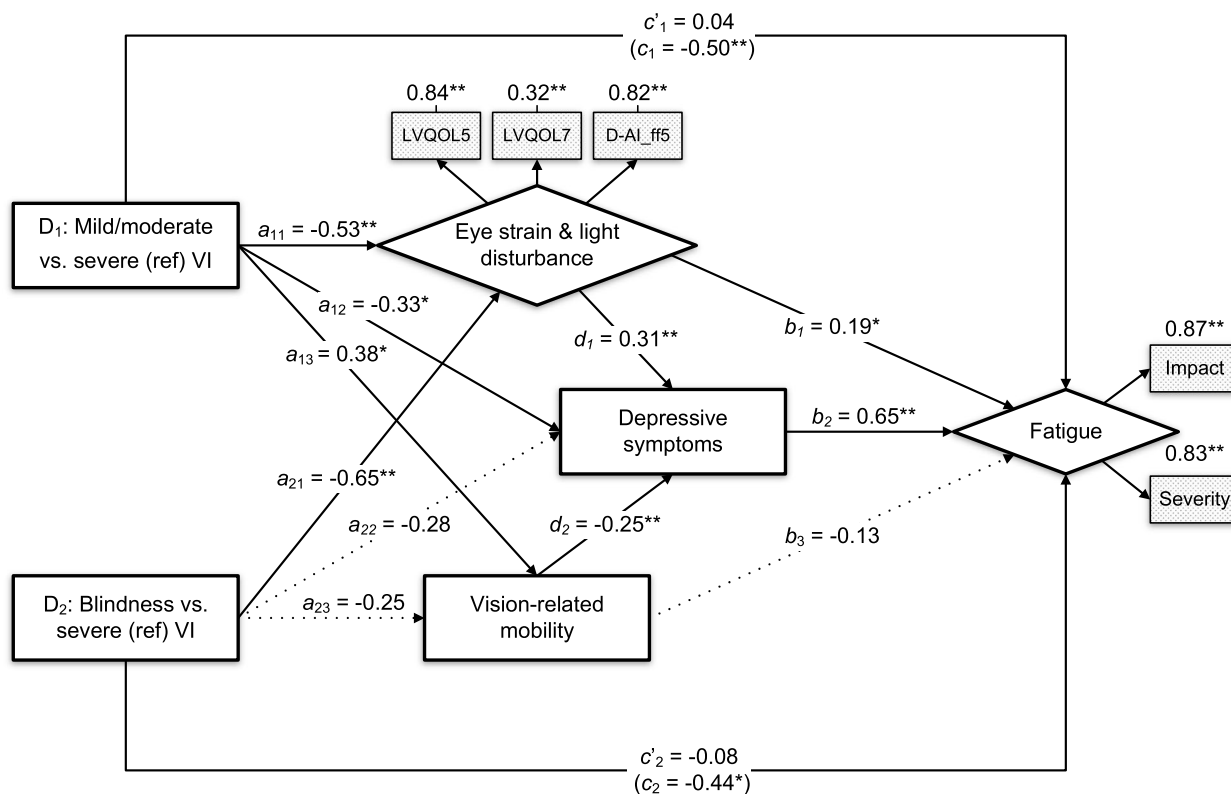 c'₁ = 0.04
(c₁ = -0.50**)
0.84**
0.32**
0.82**
LVQOL5
LVQOL7
D-AI_ff5
D₁: Mild/moderate
vs. severe (ref) VI
a₁₁ = -0.53**
Eye strain & light
disturbance
a₁₂ = -0.33*
a₁₃ = 0.38*
d₁ = 0.31**
b₁ = 0.19*
0.87**
Impact
Depressive
symptoms
b₂ = 0.65**
Fatigue
0.83**
Severity
a₂₁ = -0.65**
a₂₂ = -0.28
d₂ = -0.25**
b₃ = -0.13
D₂: Blindness vs.
severe (ref) VI
a₂₃ = -0.25
Vision-related
mobility
c'₂ = -0.08
(c₂ = -0.44*)